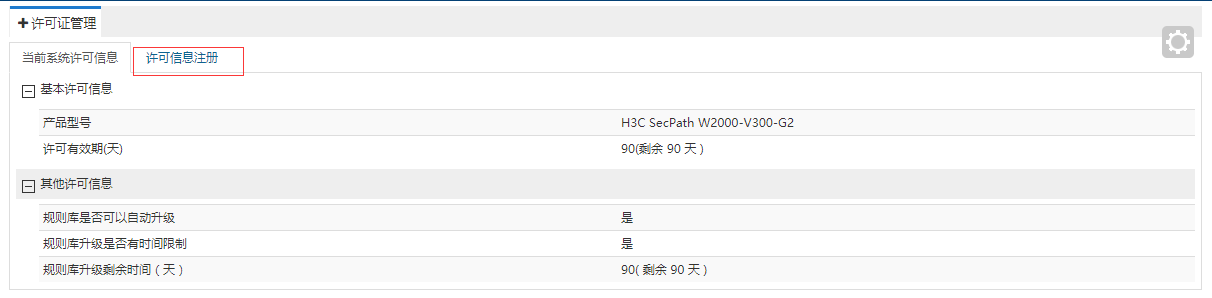 许可证管理
当前系统许可信息 许可信息注册
基本许可信息
产品型号 H3C SecPath W2000-V300-G2
许可有效期(天) 90(剩余 90 天 )
其他许可信息
规则库是否可以自动升级 是
规则库升级是否有时间限制 是
规则库升级剩余时间 ( 天 ) 90( 剩余 90 天 )